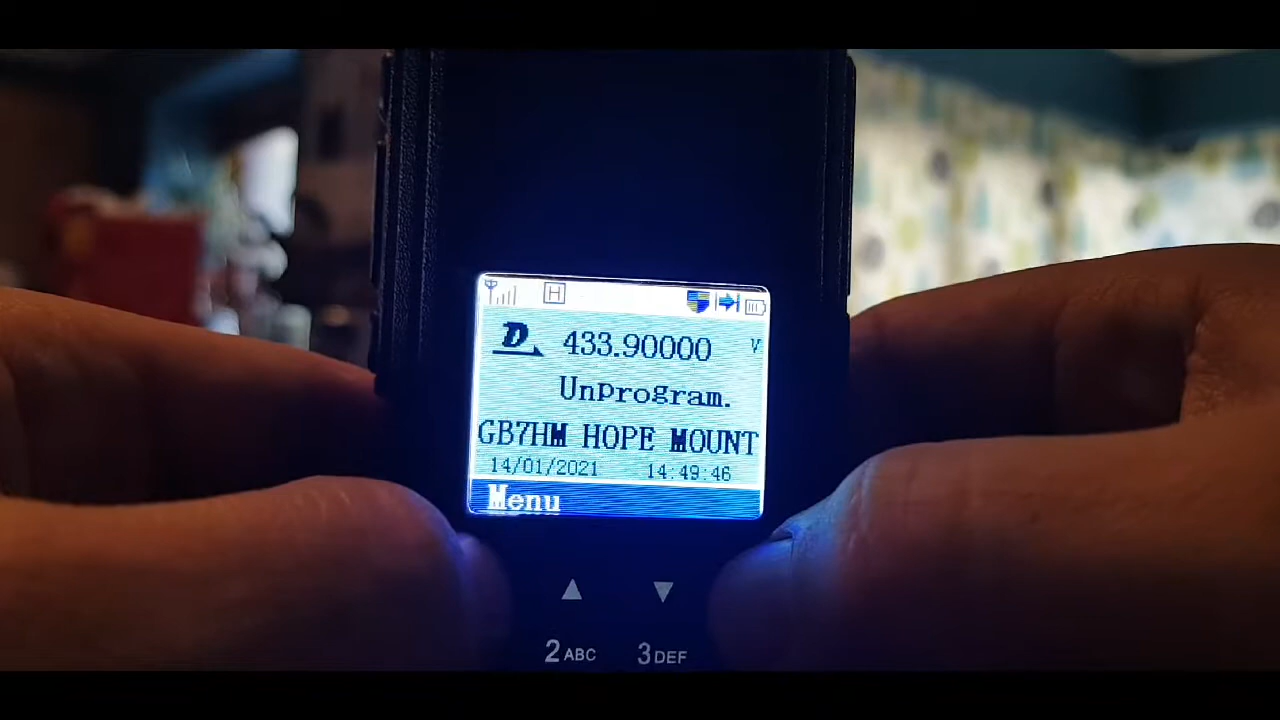 H
D 433.90000 V
UnProgram.
GB7HM HOPE MOUNT
14/01/2021 14:49:46
Menu
▲ ▼
2ABC 3DEF